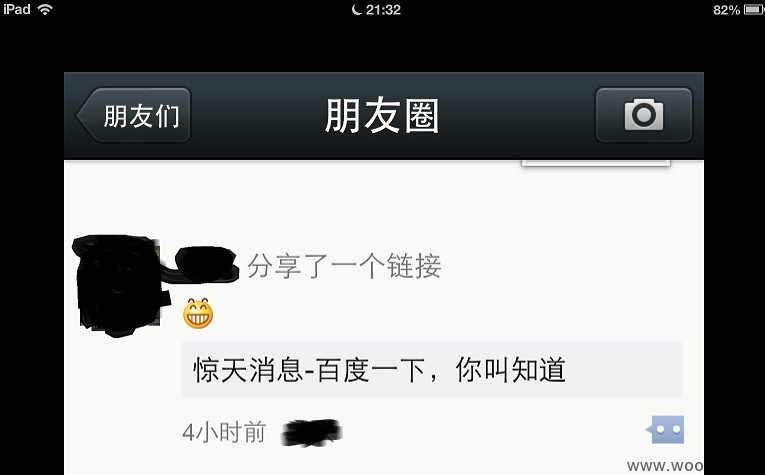 iPad 21:32 82%
朋友们 朋友圈
分享了一个链接
惊天消息-百度一下，你叫知道
4小时前
www.woo